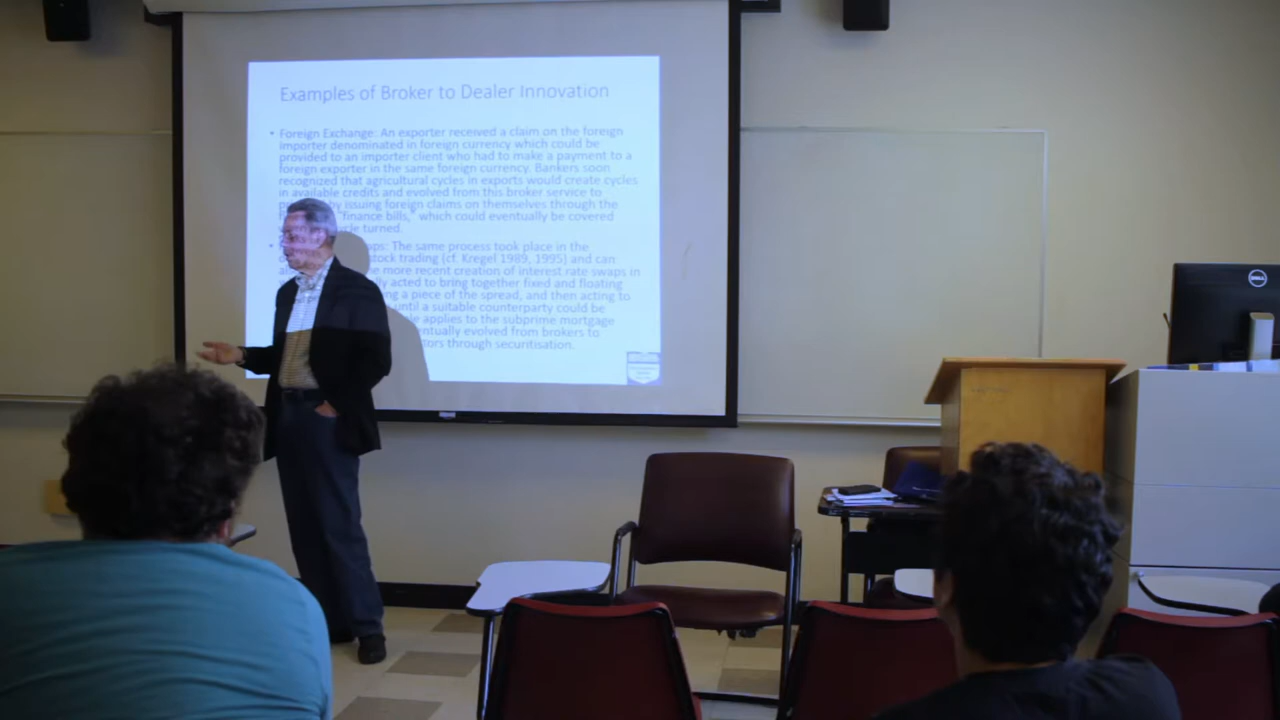 Examples of Broker to Dealer Innovation
• Foreign Exchange: An exporter received a claim on the foreign
importer denominated in foreign currency which could be
provided to an importer client who had to make a payment to a
foreign exporter in the same foreign currency. Bankers soon
recognized that agricultural cycles in exports would create cycles
in available credits and evolved from this broker service to
by issuing foreign claims on themselves through the
"finance bills," which could eventually be covered
cycle turned.
The same process took place in the
stock trading (cf. Kregel 1989, 1995) and can
more recent creation of interest rate swaps in
acted to bring together fixed and floating
a piece of the spread, and then acting to
until a suitable counterparty could be
applies to the subprime mortgage
eventually evolved from brokers to
through securitisation.
DELL